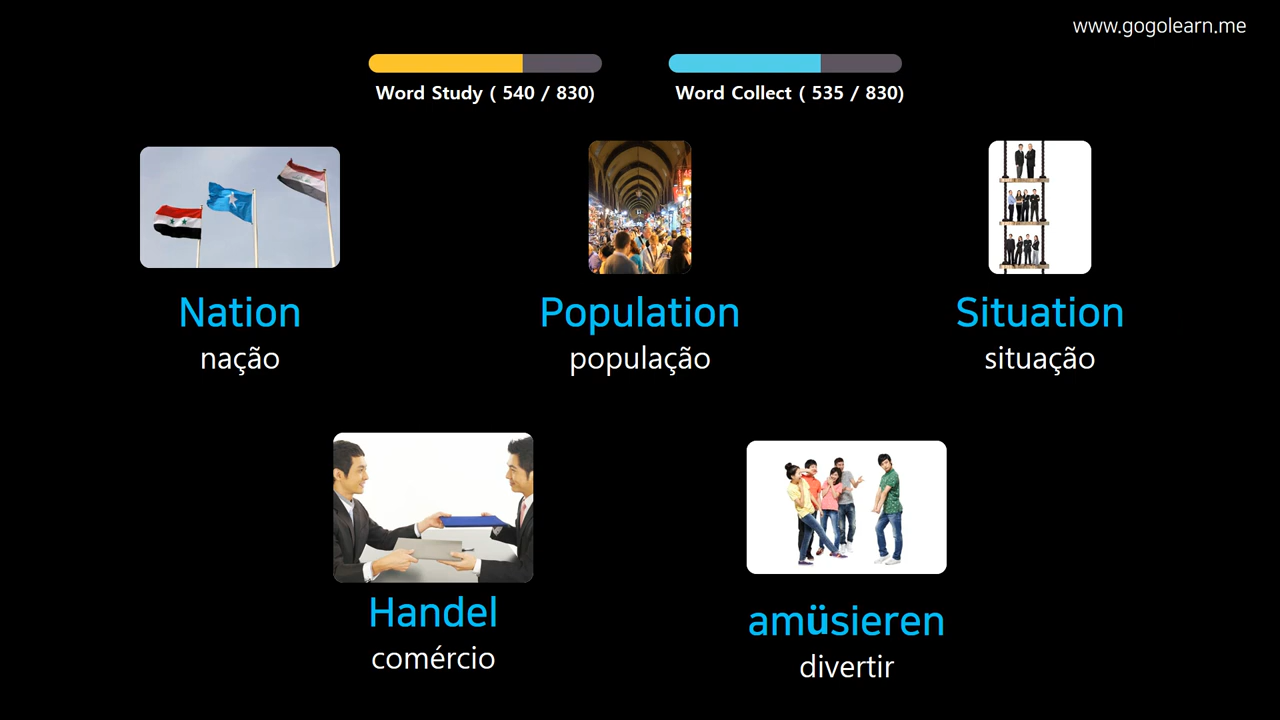 www.gogolearn.me
Word Study ( 540 / 830)
Word Collect ( 535 / 830)
Nation
nação
Population
população
Situation
situação
Handel
comércio
amüsieren
divertir